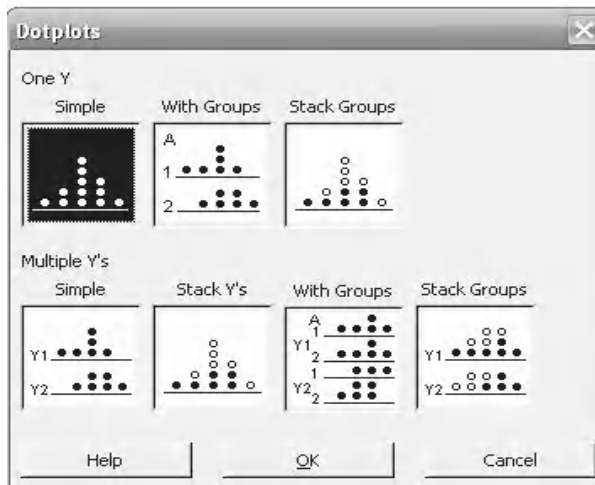 Dotplots
One Y
Simple With Groups Stack Groups
A
1
2
Multiple Y's
Simple Stack Y's With Groups Stack Groups
A
1
Y1 Y1 Y1
2
1
Y2 Y2 Y2
2
Help OK Cancel